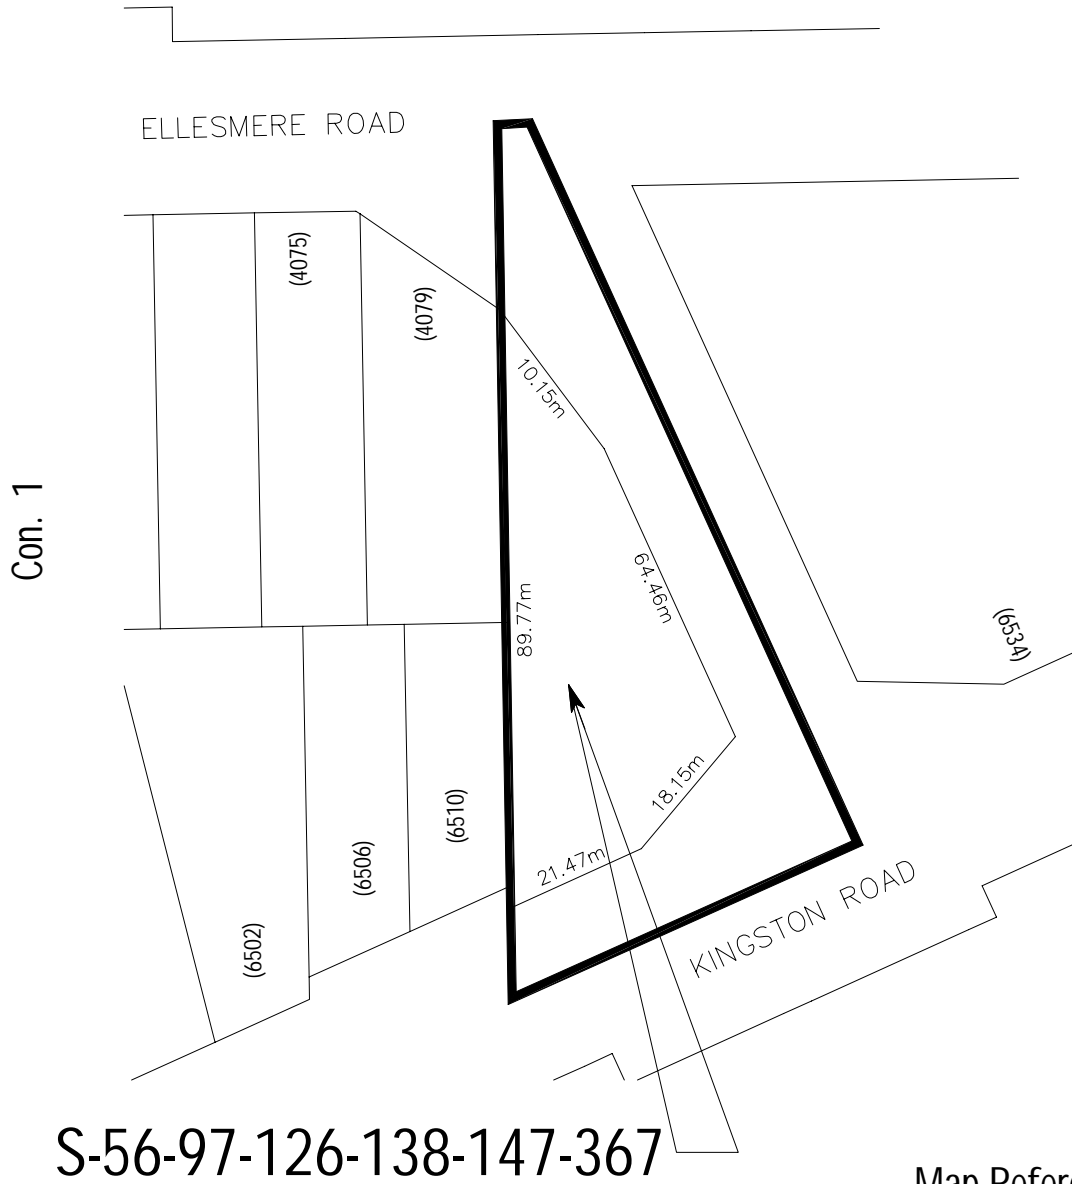 ELLESMERE ROAD
(4075)
(4079)
10.15m
Con. 1
64.46m
89.77m
(6534)
18.15m
(6510)
(6506)
21.47m
(6502)
KINGSTON ROAD
S-56-97-126-138-147-367
Map